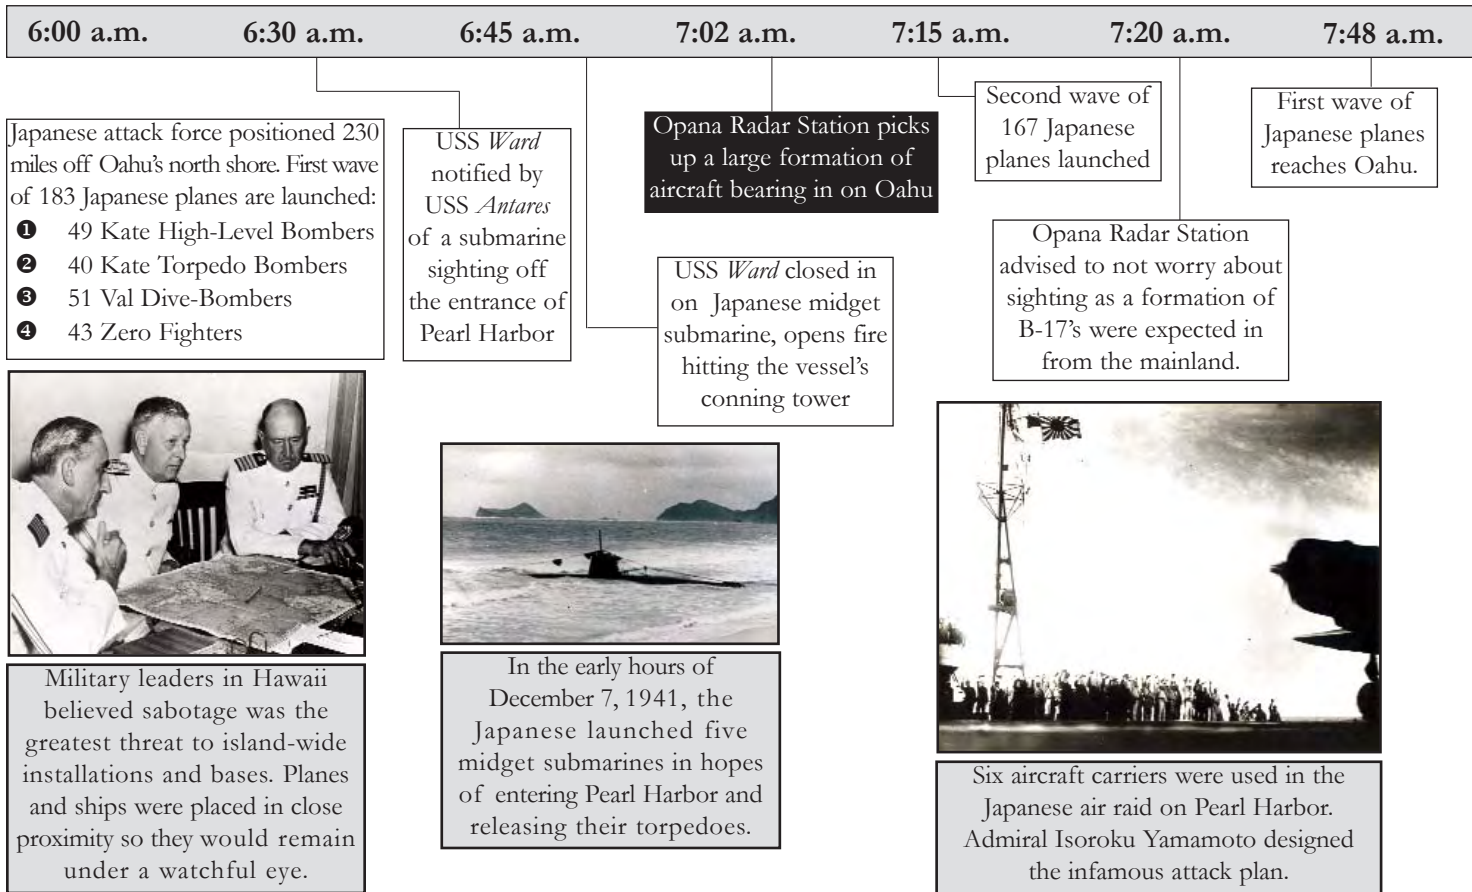 6:00 a.m. 6:30 a.m. 6:45 a.m. 7:02 a.m. 7:15 a.m. 7:20 a.m. 7:48 a.m.
Japanese attack force positioned 230
miles off Oahu's north shore. First wave
of 183 Japanese planes are launched:
❶ 49 Kate High-Level Bombers
❷ 40 Kate Torpedo Bombers
❸ 51 Val Dive-Bombers
❹ 43 Zero Fighters
USS Ward
notified by
USS Antares
of a submarine
sighting off
the entrance of
Pearl Harbor
USS Ward closed in
on Japanese midget
submarine, opens fire
hitting the vessel's
conning tower
Opana Radar Station picks
up a large formation of
aircraft bearing in on Oahu
Second wave of
167 Japanese
planes launched
Opana Radar Station
advised to not worry about
sighting as a formation of
B-17's were expected in
from the mainland.
First wave of
Japanese planes
reaches Oahu.
Military leaders in Hawaii
believed sabotage was the
greatest threat to island-wide
installations and bases. Planes
and ships were placed in close
proximity so they would remain
under a watchful eye.
In the early hours of
December 7, 1941, the
Japanese launched five
midget submarines in hopes
of entering Pearl Harbor and
releasing their torpedoes.
Six aircraft carriers were used in the
Japanese air raid on Pearl Harbor.
Admiral Isoroku Yamamoto designed
the infamous attack plan.